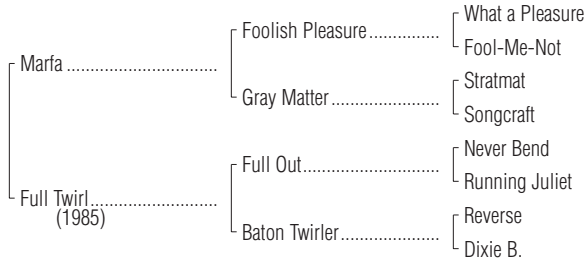 What a Pleasure
Foolish Pleasure................
Fool-Me-Not
Marfa ..................................
Stratmat
Gray Matter.........................
Songcraft
Never Bend
Full Out................................
Running Juliet
Full Twirl.............................
(1985)
Reverse
Baton Twirler.......................
Dixie B.